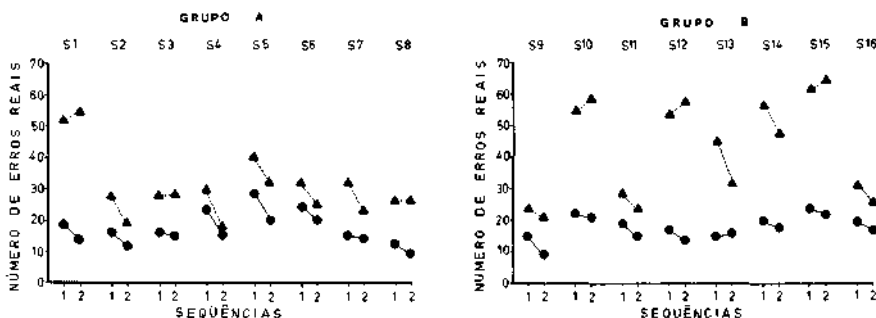 GRUPO A
S1 S2 S3 S4 S5 S6 S7 S8
NÚMERO DE ERROS REAIS
70
60
50
40
30
20
10
0
1 2 1 2 1 2 1 2 1 2 1 2 1 2 1 2
SEQÜÊNCIAS
GRUPO B
S9 S10 S11 S12 S13 S14 S15 S16
NÚMERO DE ERROS REAIS
70
60
50
40
30
20
10
0
1 2 1 2 1 2 1 2 1 2 1 2 1 2 1 2
SEQÜÊNCIAS